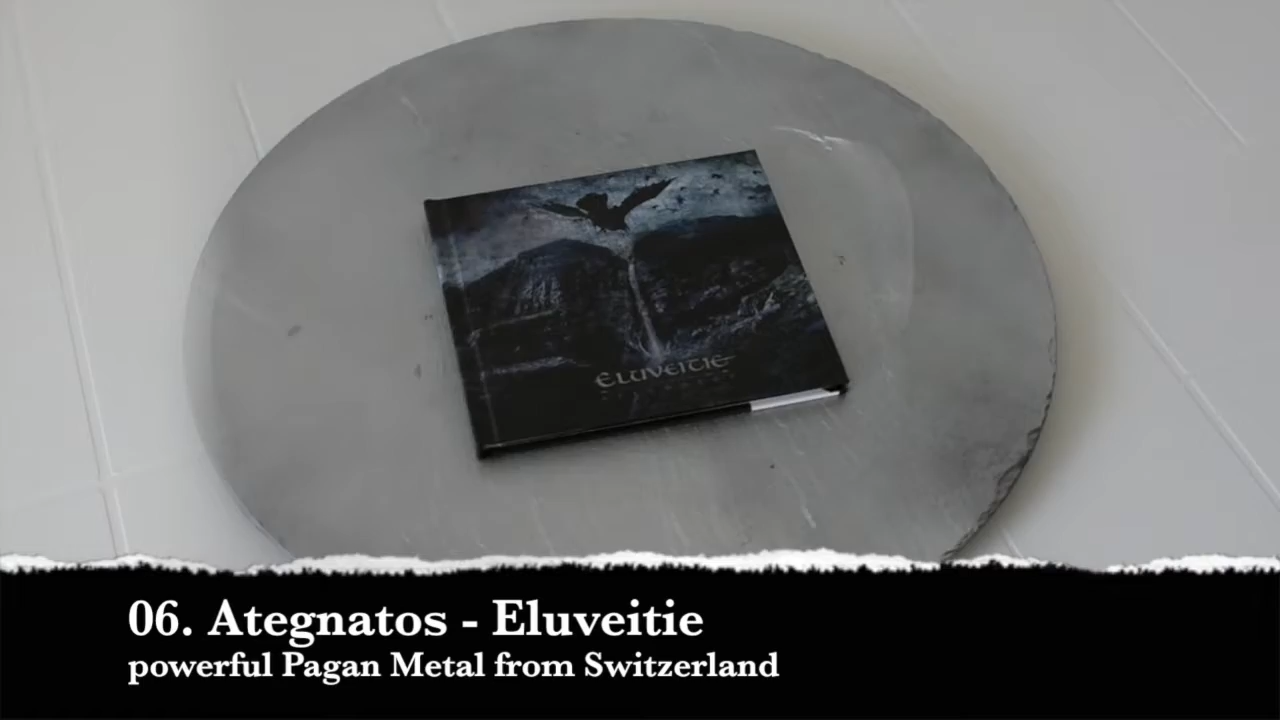 ELUVEITIE
06. Ategnatos - Eluveitie
powerful Pagan Metal from Switzerland